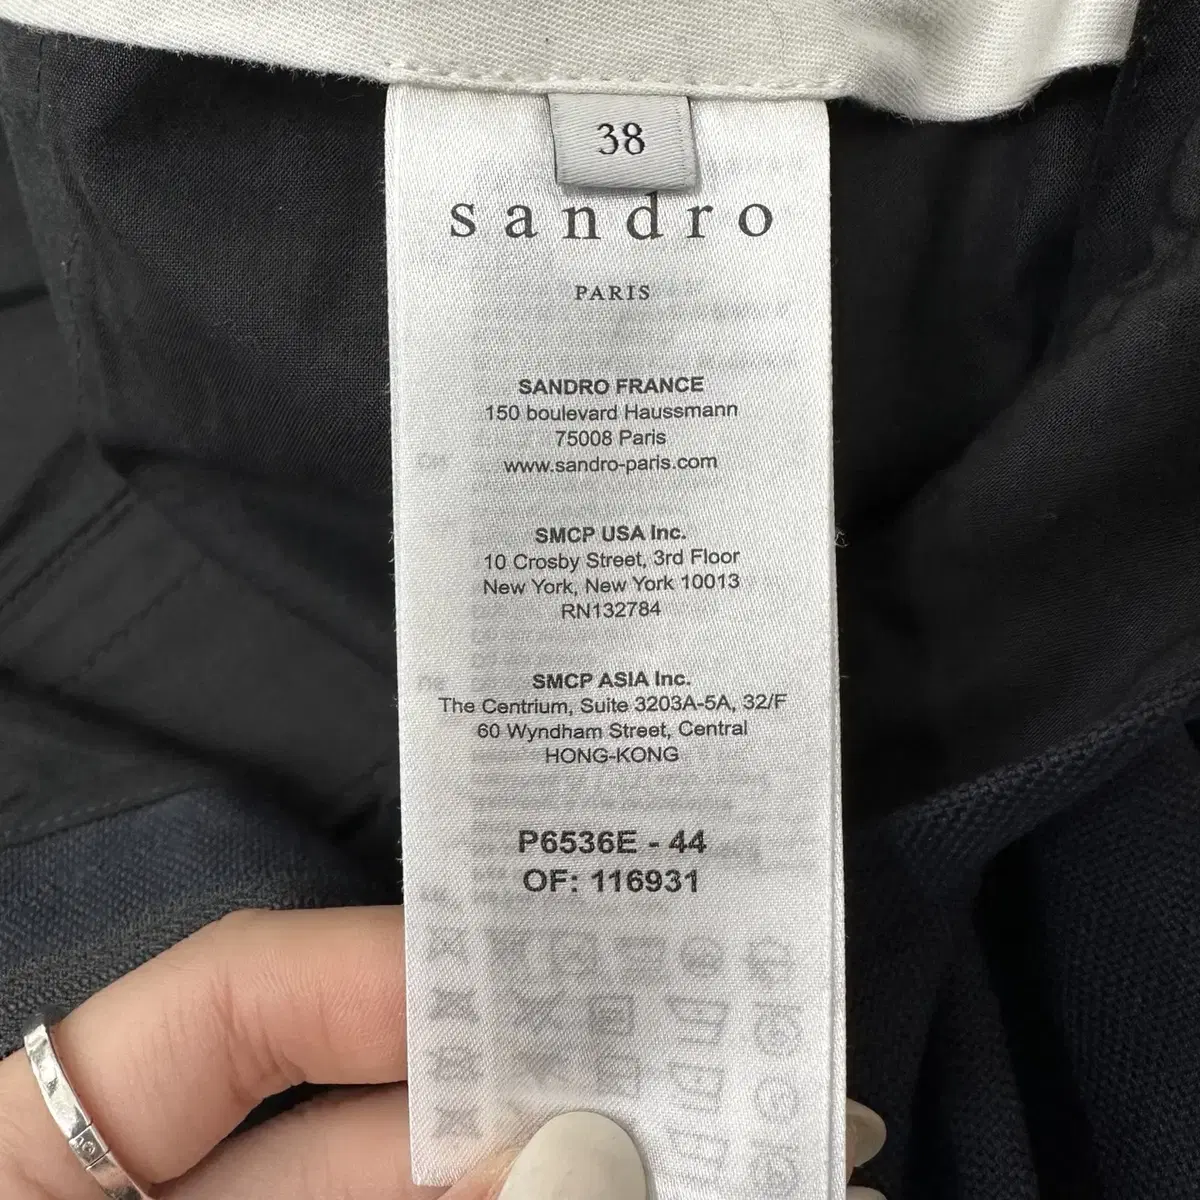 38
sandro
PARIS
SANDRO FRANCE
150 boulevard Haussmann
75008 Paris
www.sandro-paris.com
SMCP USA Inc.
10 Crosby Street, 3rd Floor
New York, New York 10013
RN132784
SMCP ASIA Inc.
The Centrium, Suite 3203A-5A, 32/F
60 Wyndham Street, Central
HONG-KONG
P6536E - 44
OF: 116931